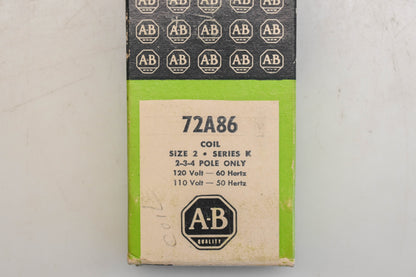 A-B A-B A-B A-B A-B
A-B A-B A-B A-B A-B
A-B A-B A-B A-B A-B
72A86
COIL
SIZE 2 • SERIES K
2-3-4 POLE ONLY
120 Volt — 60 Hertz
110 Volt — 50 Hertz
A-B
QUALITY
COIL